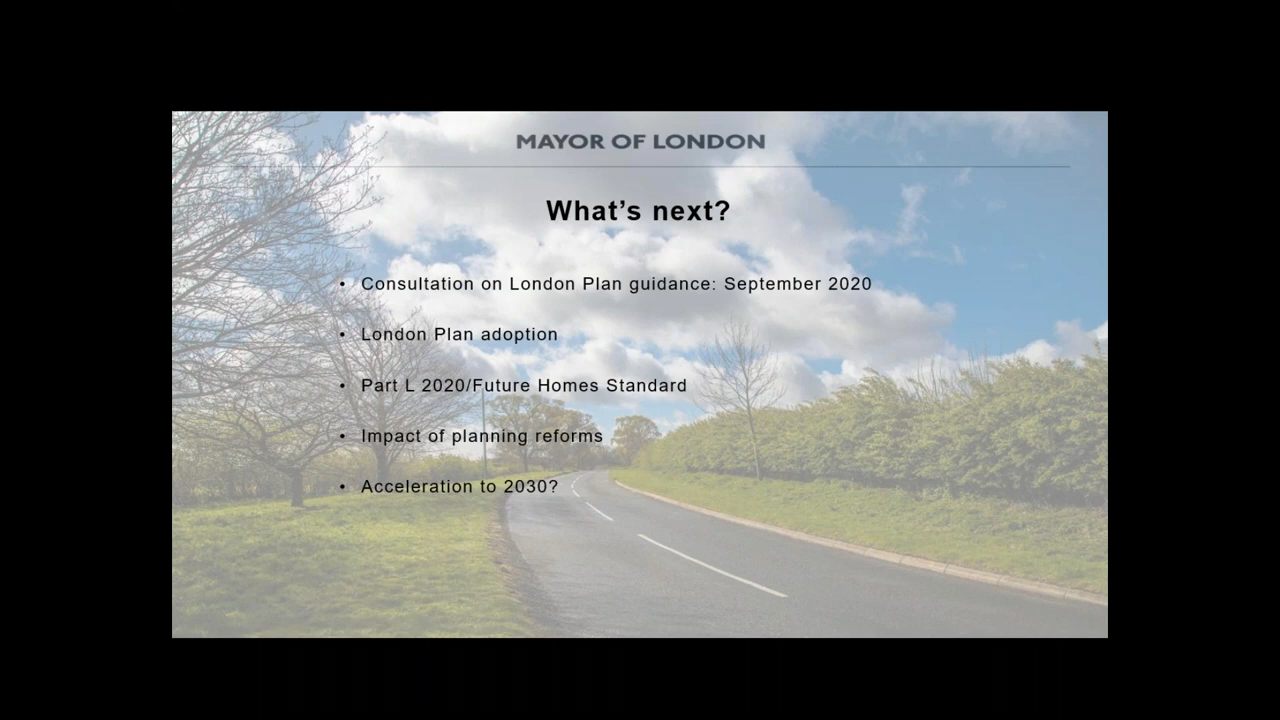 MAYOR OF LONDON
What’s next?
• Consultation on London Plan guidance: September 2020
• London Plan adoption
• Part L 2020/Future Homes Standard
• Impact of planning reforms
• Acceleration to 2030?